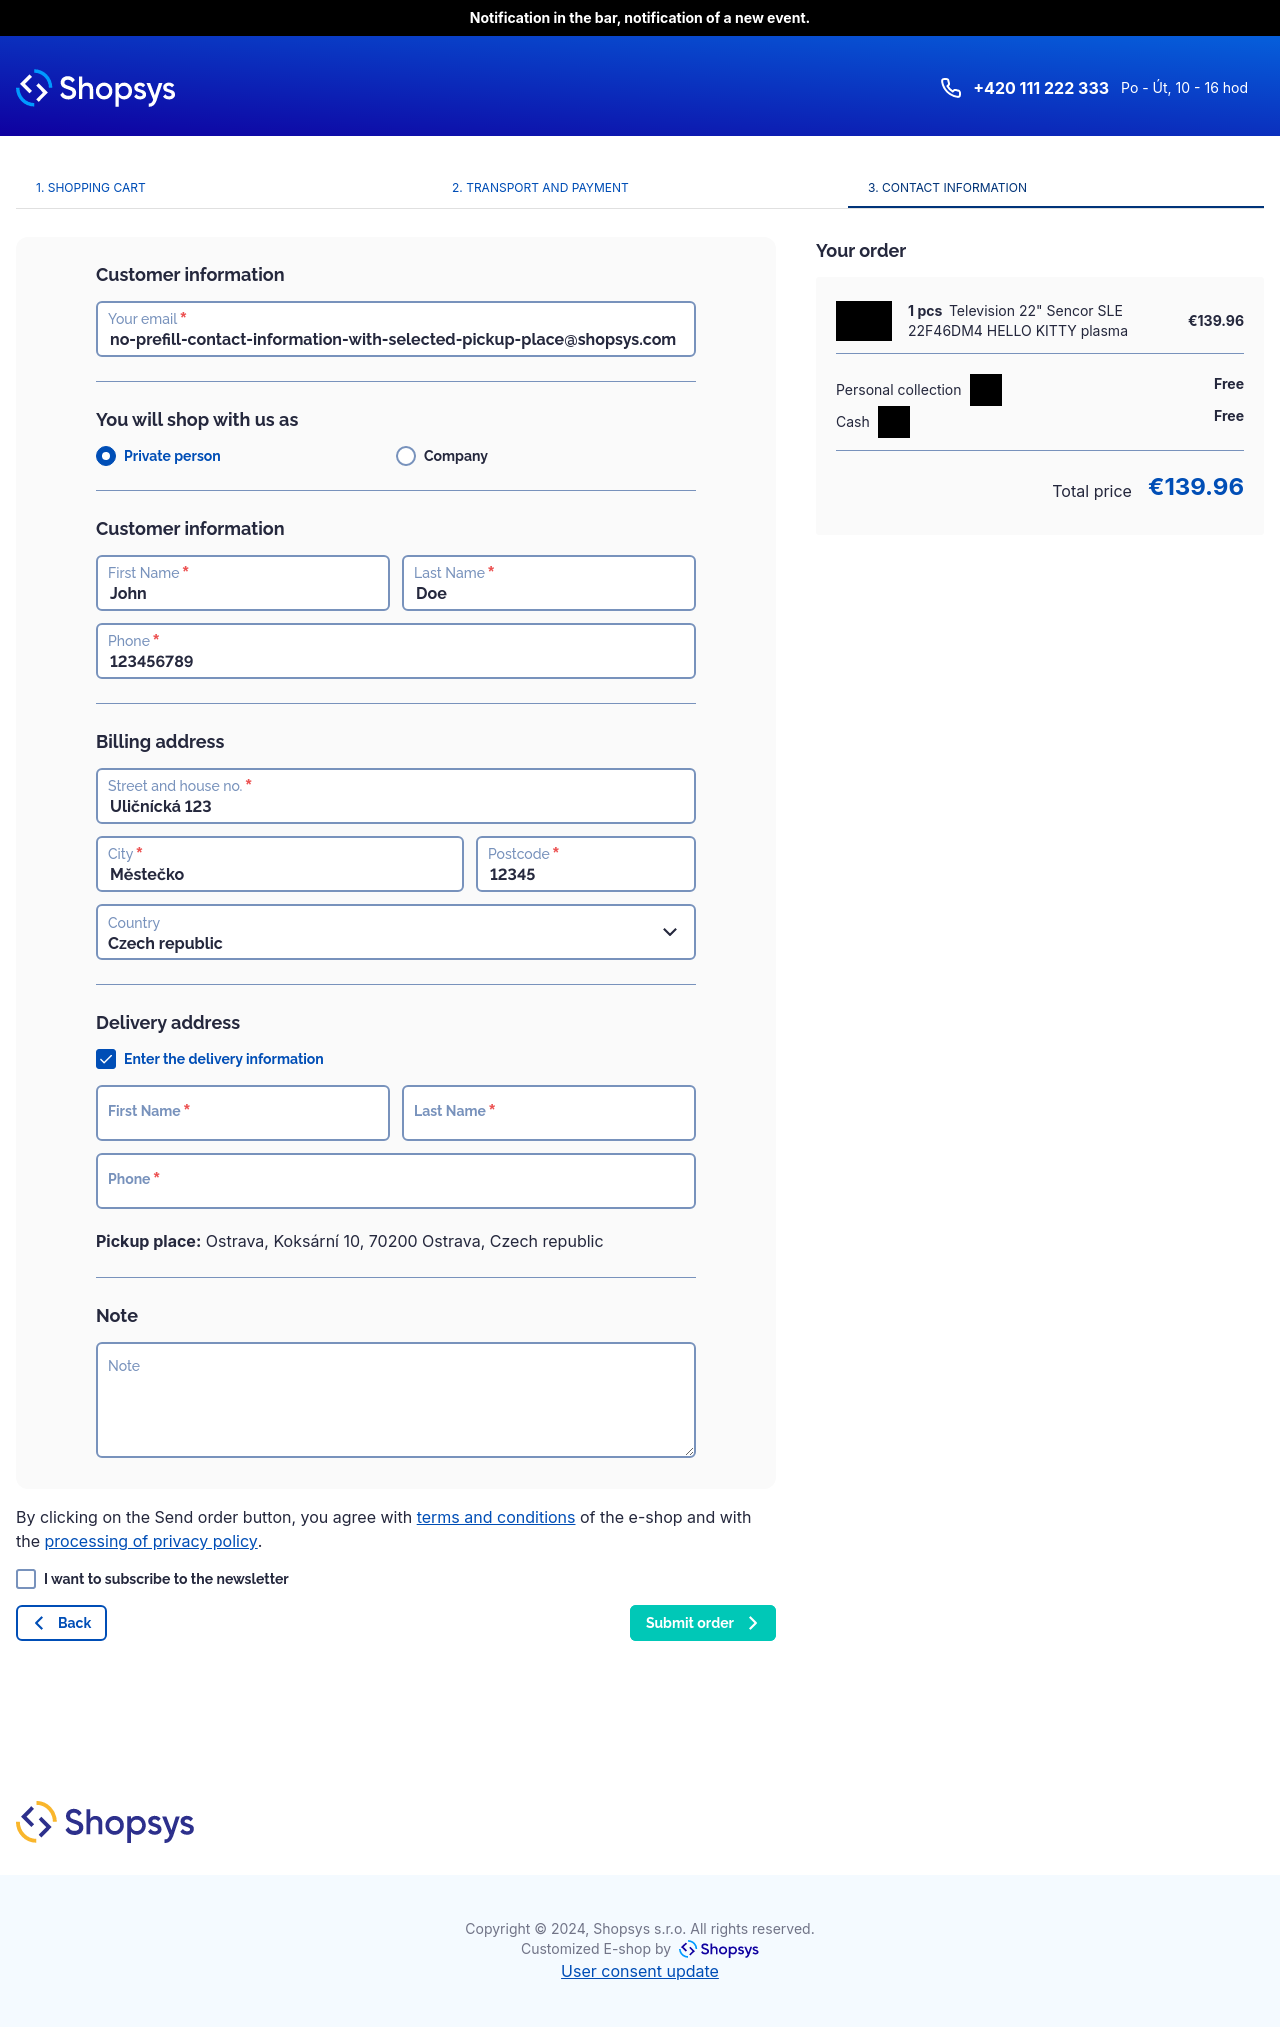 Notification in the bar, notification of a new event.
Shopsys
+420 111 222 333 Po - Út, 10 - 16 hod
1. SHOPPING CART
2. TRANSPORT AND PAYMENT
3. CONTACT INFORMATION
Customer information
Your email *
no-prefill-contact-information-with-selected-pickup-place@shopsys.com
You will shop with us as
Private person
Company
Customer information
First Name *
John
Last Name *
Doe
Phone *
123456789
Billing address
Street and house no. *
Uličnícká 123
City *
Městečko
Postcode *
12345
Country
Czech republic
Delivery address
Enter the delivery information
First Name *
Last Name *
Phone *
Pickup place: Ostrava, Koksární 10, 70200 Ostrava, Czech republic
Note
Note
By clicking on the Send order button, you agree with terms and conditions of the e-shop and with
the processing of privacy policy.
I want to subscribe to the newsletter
Back
Submit order
Your order
1 pcs Television 22" Sencor SLE
22F46DM4 HELLO KITTY plasma
€139.96
Personal collection
Free
Cash
Free
Total price €139.96
Shopsys
Copyright © 2024, Shopsys s.r.o. All rights reserved.
Customized E-shop by Shopsys
User consent update